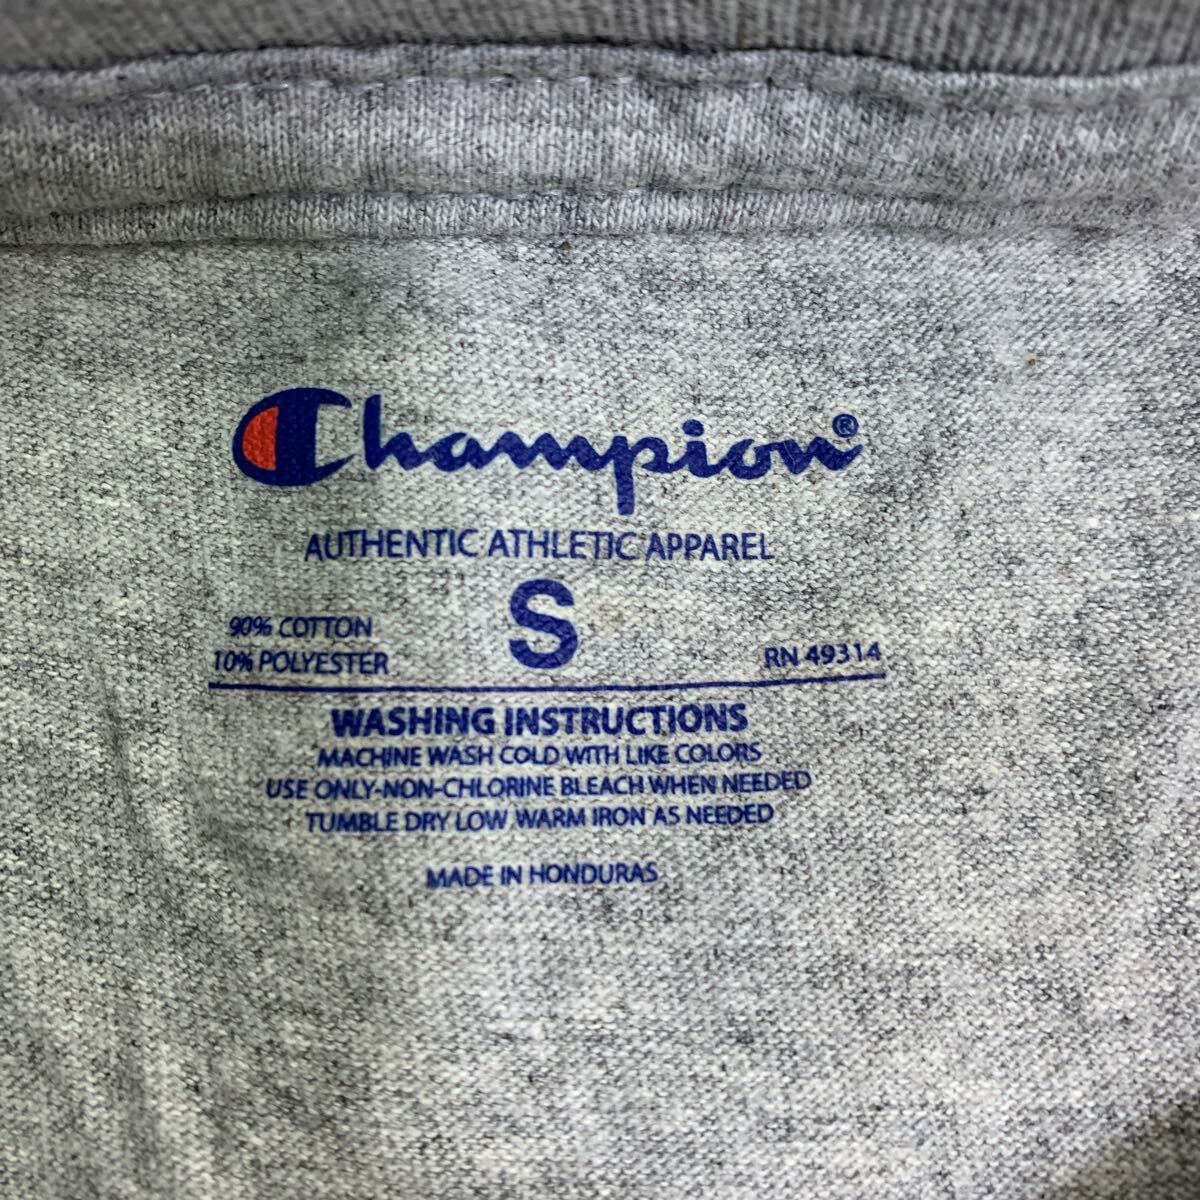 Champion®
AUTHENTIC ATHLETIC APPAREL
S
90% COTTON
10% POLYESTER
RN 49314
WASHING INSTRUCTIONS
MACHINE WASH COLD WITH LIKE COLORS
USE ONLY-NON-CHLORINE BLEACH WHEN NEEDED
TUMBLE DRY LOW WARM IRON AS NEEDED
MADE IN HONDURAS